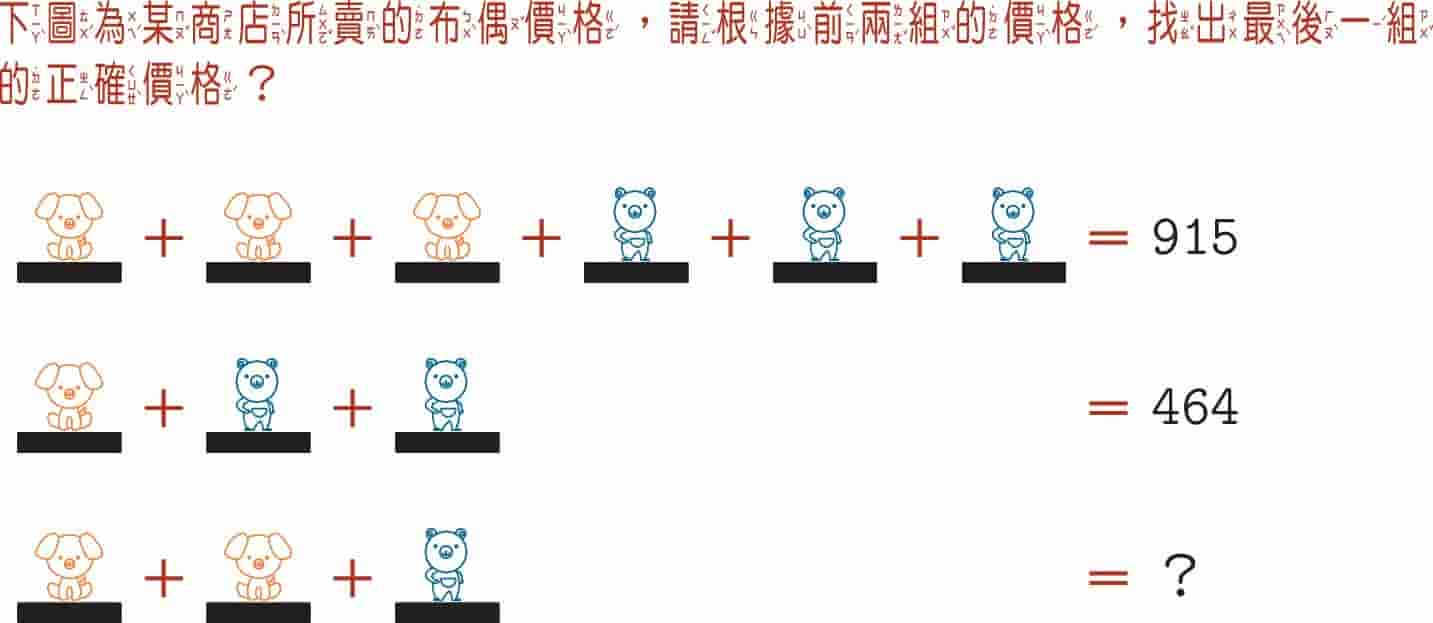 下圖為某商店所賣的布偶價格，請根據前兩組的價格，找出最後一組
的正確價格？
+ + + + + = 915
+ + = 464
+ + = ?